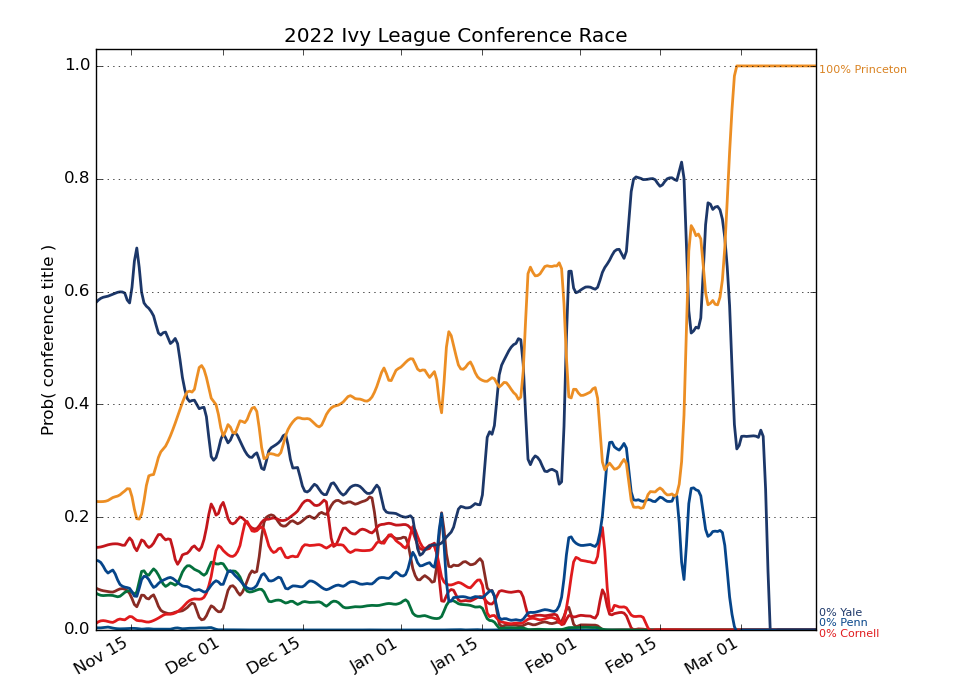 2022 Ivy League Conference Race
Prob( conference title )
1.0
0.8
0.6
0.4
0.2
0.0
100% Princeton
0% Yale
0% Penn
0% Cornell
Nov 15
Dec 01
Dec 15
Jan 01
Jan 15
Feb 01
Feb 15
Mar 01